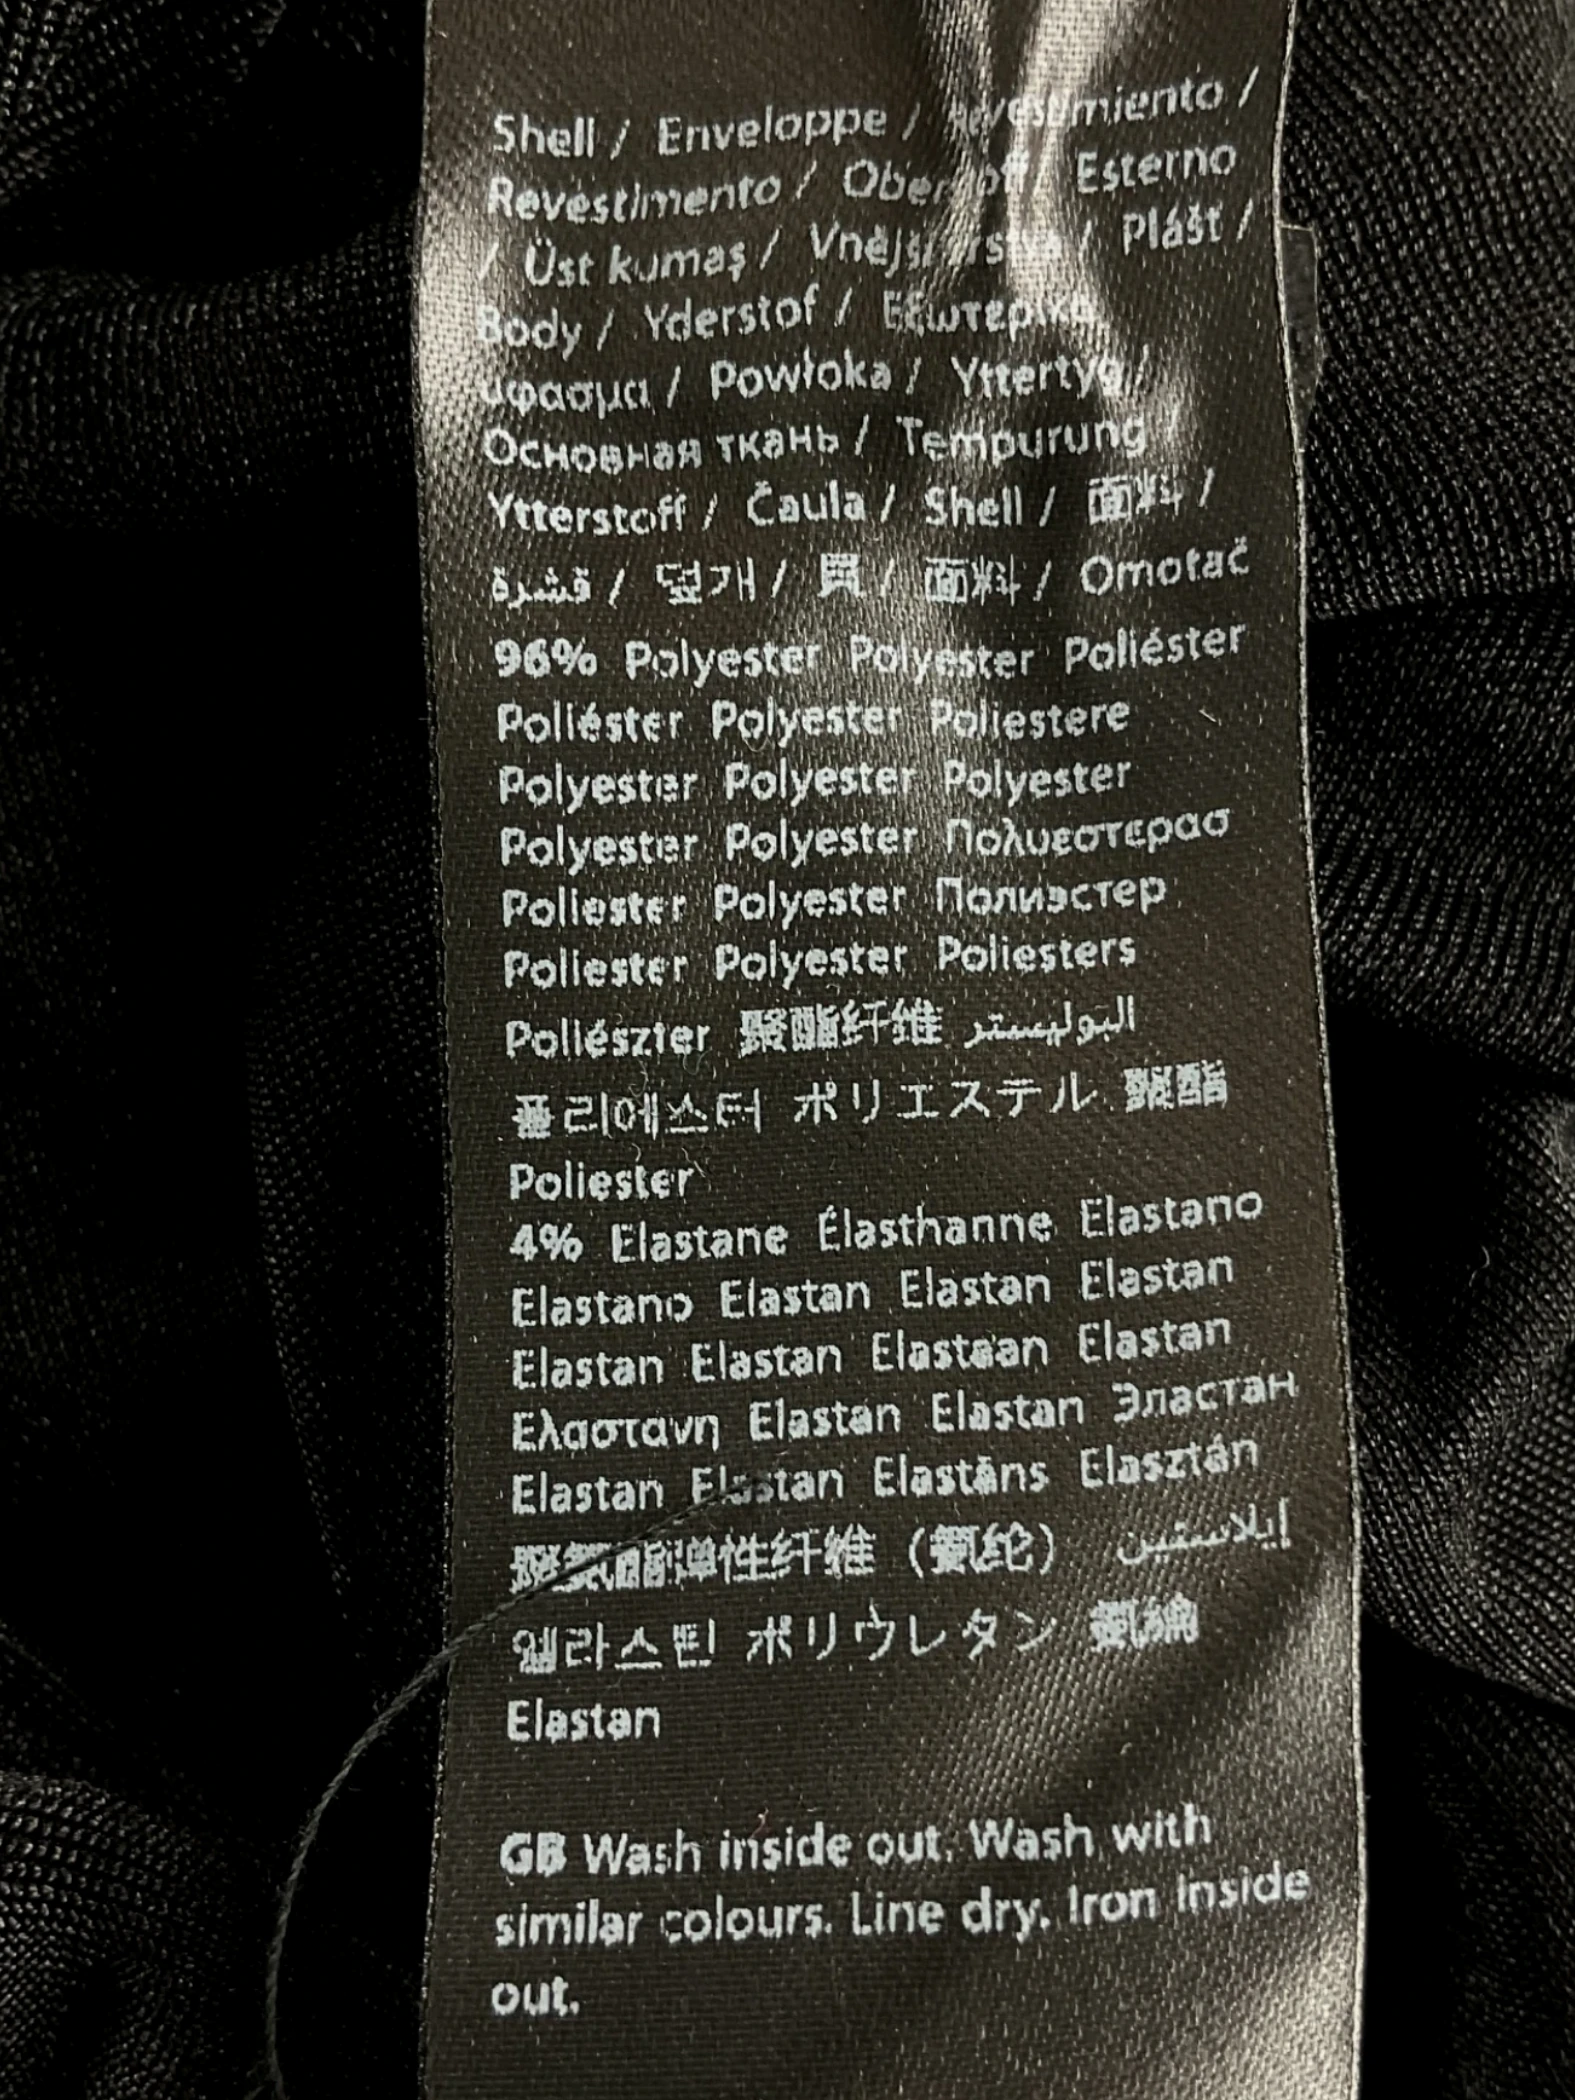 Shell / Enveloppe / Revestimiento /
Revestimento / Oberstoff / Esterno
/ Üst kumaş / Vnější / Plášť /
Body / Yderstof / Εξωτερικό
ύφασμα / Powłoka / Yttertyg /
Основная ткань / Tempurung /
Ytterstoff / Čaula / Shell / 面料 /
قشرة / 덮개 / 貝 / 面料 / Omotač
96% Polyester Polyester Poliéster
Poliéster Polyester Poliestere
Polyester Polyester Polyester
Polyester Polyester Πολυεστερασ
Poliester Polyester Полиэстер
Poliester Polyester Poliesters
Poliészter 聚酯纤维 البوليستر
폴리에스터 ポリエステル 聚酯
Poliester
4% Elastane Élasthanne Elastano
Elastano Elastan Elastan Elastan
Elastan Elastan Elastaan Elastan
Ελαστανη Elastan Elastan Эластан
Elastan Elastan Elastāns Elasztán
聚氨酯弹性纤维（氨纶） إيلاستين
엘라스틴 ポリウレタン 氨綸
Elastan
GB Wash inside out. Wash with
similar colours. Line dry. Iron inside
out.